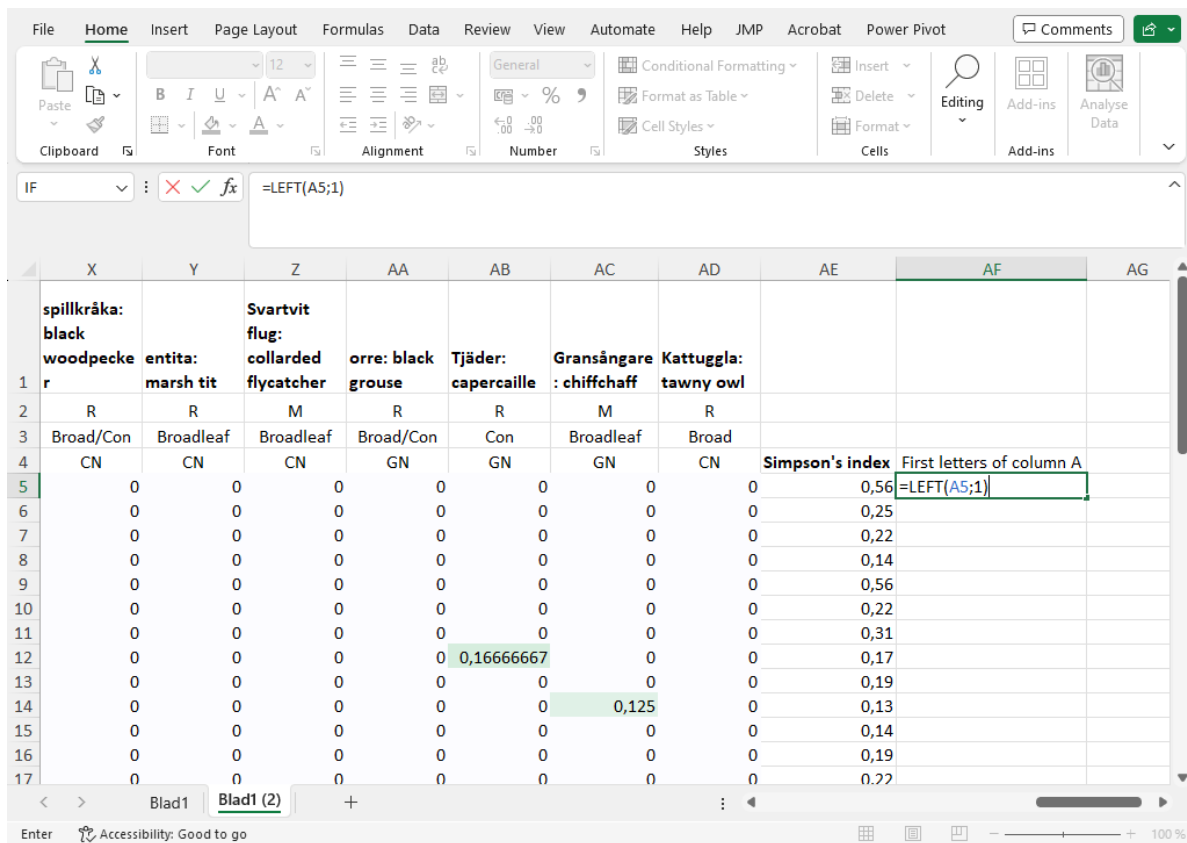 File Home Insert Page Layout Formulas Data Review View Automate Help JMP Acrobat Power Pivot Comments
12 General Conditional Formatting Insert
Paste B I U A A % 9 Format as Table Delete Editing Add-ins Analyse Data
Cell Styles Format
Clipboard Font Alignment Number Styles Cells Add-ins
IF fx =LEFT(A5;1)
X Y Z AA AB AC AD AE AF AG
1 spillkråka: black woodpecke r entita: marsh tit Svartvit flug: collarded flycatcher orre: black grouse Tjäder: capercaille Gransångare : chiffchaff Kattuggla: tawny owl
2 R R M R R M R
3 Broad/Con Broadleaf Broadleaf Broad/Con Con Broadleaf Broad
4 CN CN CN GN GN GN CN Simpson's index First letters of column A
5 0 0 0 0 0 0 0 0,56 =LEFT(A5;1)
6 0 0 0 0 0 0 0 0,25
7 0 0 0 0 0 0 0 0,22
8 0 0 0 0 0 0 0 0,14
9 0 0 0 0 0 0 0 0,56
10 0 0 0 0 0 0 0 0,22
11 0 0 0 0 0 0 0 0,31
12 0 0 0 0 0,16666667 0 0 0,17
13 0 0 0 0 0 0 0 0,19
14 0 0 0 0 0 0,125 0 0,13
15 0 0 0 0 0 0 0 0,14
16 0 0 0 0 0 0 0 0,19
17 0 0 0 0 0 0 0 0,22
Blad1 Blad1 (2)
Enter Accessibility: Good to go 100 %